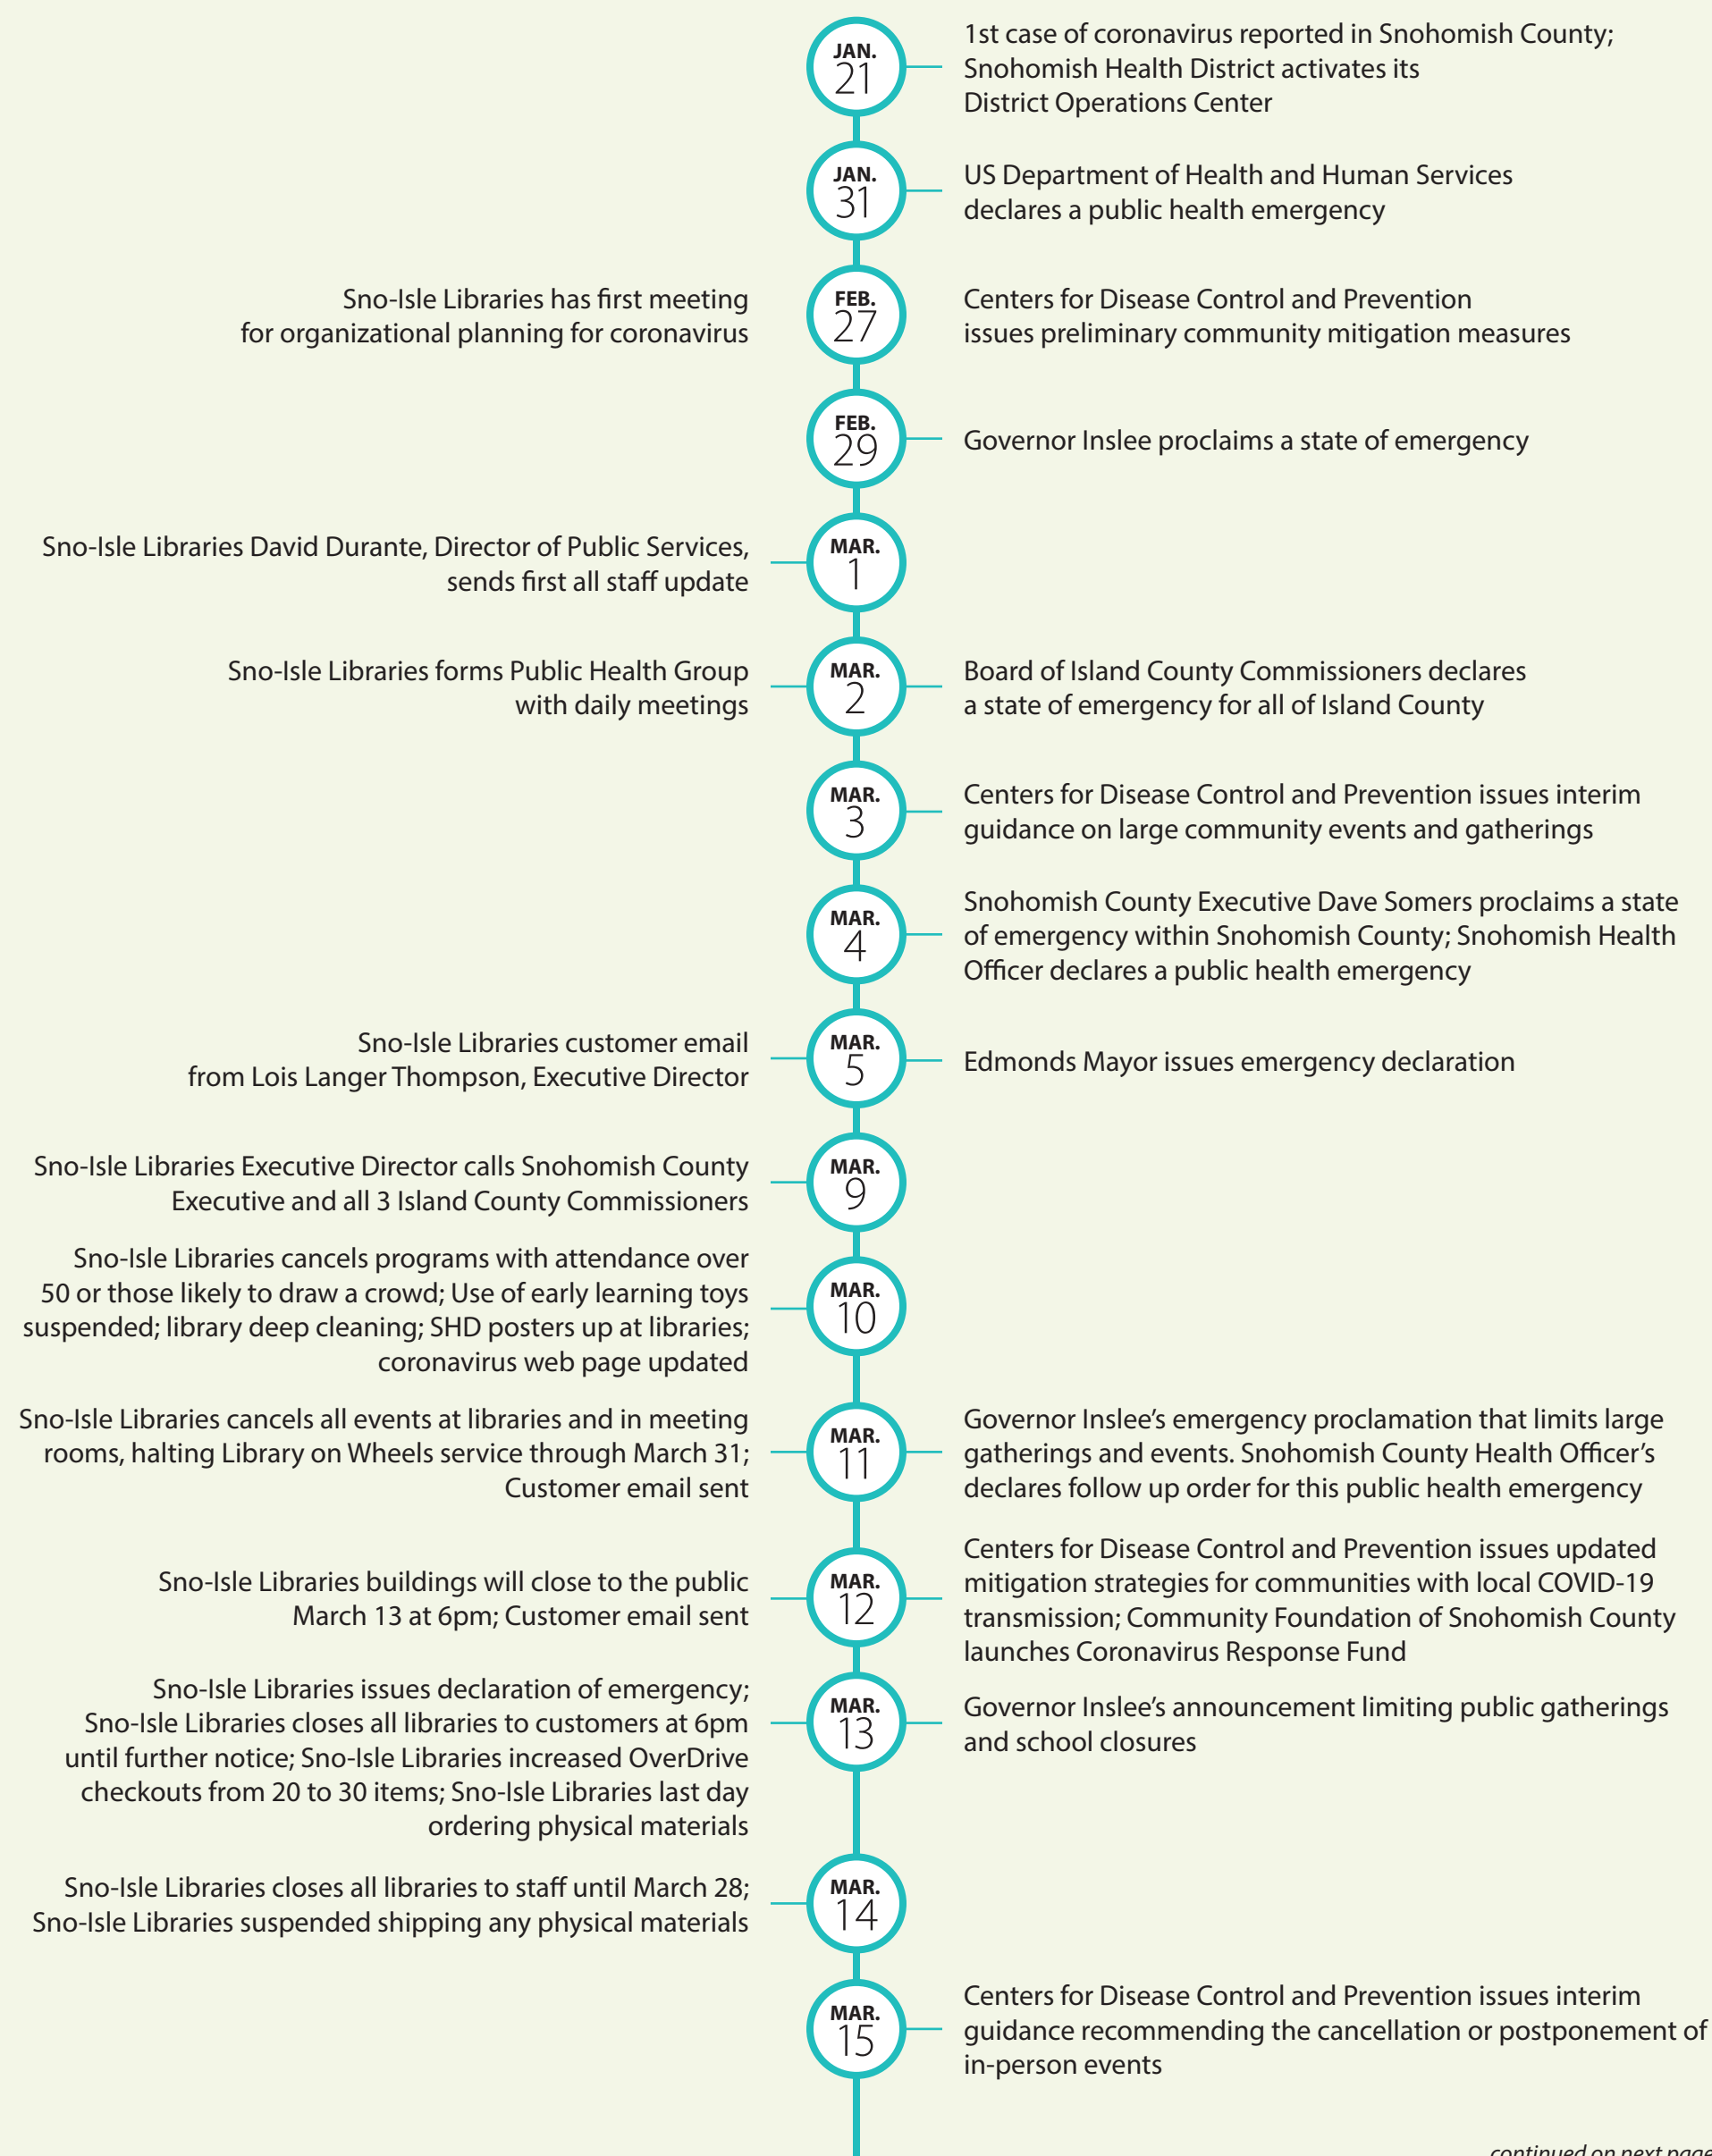 JAN.
21
1st case of coronavirus reported in Snohomish County;
Snohomish Health District activates its
District Operations Center
JAN.
31
US Department of Health and Human Services
declares a public health emergency
Sno-Isle Libraries has first meeting
for organizational planning for coronavirus
FEB.
27
Centers for Disease Control and Prevention
issues preliminary community mitigation measures
FEB.
29
Governor Inslee proclaims a state of emergency
Sno-Isle Libraries David Durante, Director of Public Services,
sends first all staff update
MAR.
1
Sno-Isle Libraries forms Public Health Group
with daily meetings
MAR.
2
Board of Island County Commissioners declares
a state of emergency for all of Island County
MAR.
3
Centers for Disease Control and Prevention issues interim
guidance on large community events and gatherings
MAR.
4
Snohomish County Executive Dave Somers proclaims a state
of emergency within Snohomish County; Snohomish Health
Officer declares a public health emergency
Sno-Isle Libraries customer email
from Lois Langer Thompson, Executive Director
MAR.
5
Edmonds Mayor issues emergency declaration
Sno-Isle Libraries Executive Director calls Snohomish County
Executive and all 3 Island County Commissioners
MAR.
9
Sno-Isle Libraries cancels programs with attendance over
50 or those likely to draw a crowd; Use of early learning toys
suspended; library deep cleaning; SHD posters up at libraries;
coronavirus web page updated
MAR.
10
Sno-Isle Libraries cancels all events at libraries and in meeting
rooms, halting Library on Wheels service through March 31;
Customer email sent
MAR.
11
Governor Inslee’s emergency proclamation that limits large
gatherings and events. Snohomish County Health Officer’s
declares follow up order for this public health emergency
Sno-Isle Libraries buildings will close to the public
March 13 at 6pm; Customer email sent
MAR.
12
Centers for Disease Control and Prevention issues updated
mitigation strategies for communities with local COVID-19
transmission; Community Foundation of Snohomish County
launches Coronavirus Response Fund
Sno-Isle Libraries issues declaration of emergency;
Sno-Isle Libraries closes all libraries to customers at 6pm
until further notice; Sno-Isle Libraries increased OverDrive
checkouts from 20 to 30 items; Sno-Isle Libraries last day
ordering physical materials
MAR.
13
Governor Inslee’s announcement limiting public gatherings
and school closures
Sno-Isle Libraries closes all libraries to staff until March 28;
Sno-Isle Libraries suspended shipping any physical materials
MAR.
14
MAR.
15
Centers for Disease Control and Prevention issues interim
guidance recommending the cancellation or postponement of
in-person events
continued on next page